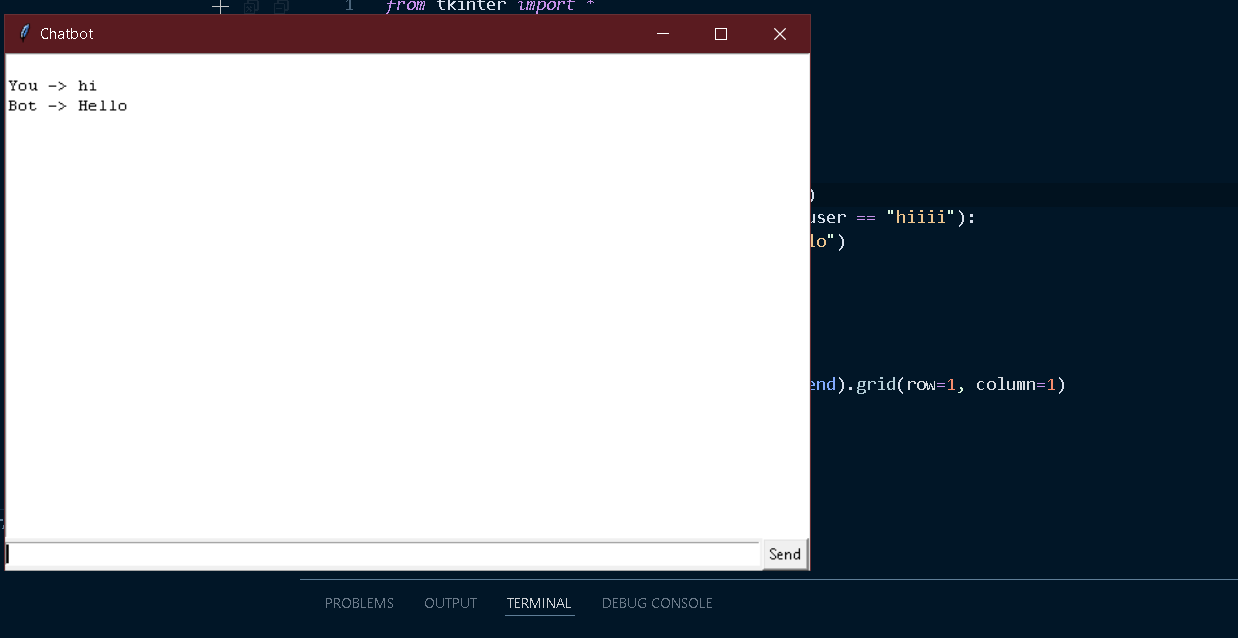 1 from tkinter import *
Chatbot
You -> hi
Bot -> Hello
)
user == "hiiii"):
lo")
end).grid(row=1, column=1)
Send
PROBLEMS OUTPUT TERMINAL DEBUG CONSOLE